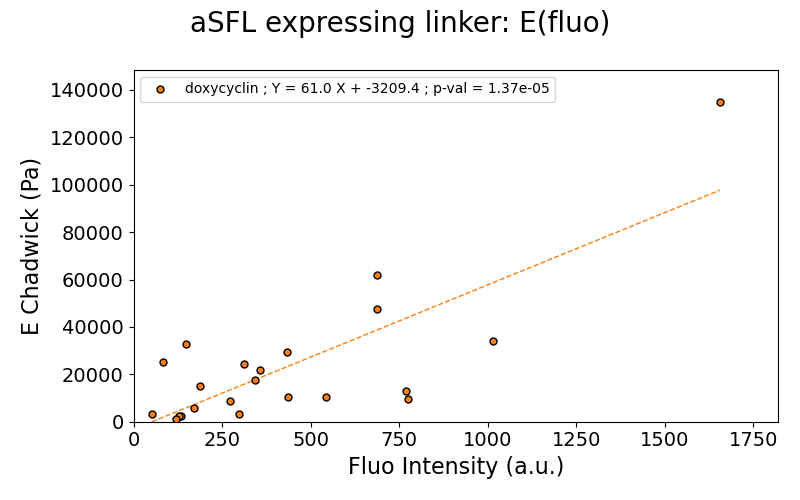 aSFL expressing linker: E(fluo)
doxycyclin ; Y = 61.0 X + -3209.4 ; p-val = 1.37e-05
E Chadwick (Pa)
140000
120000
100000
80000
60000
40000
20000
0
0 250 500 750 1000 1250 1500 1750
Fluo Intensity (a.u.)